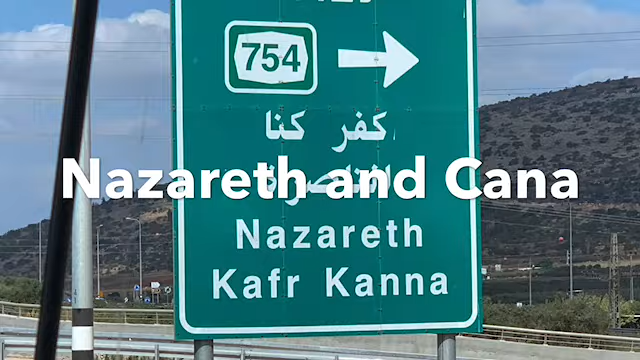 754
كفر كنا
Nazareth and Cana
Nazareth
Kafr Kanna